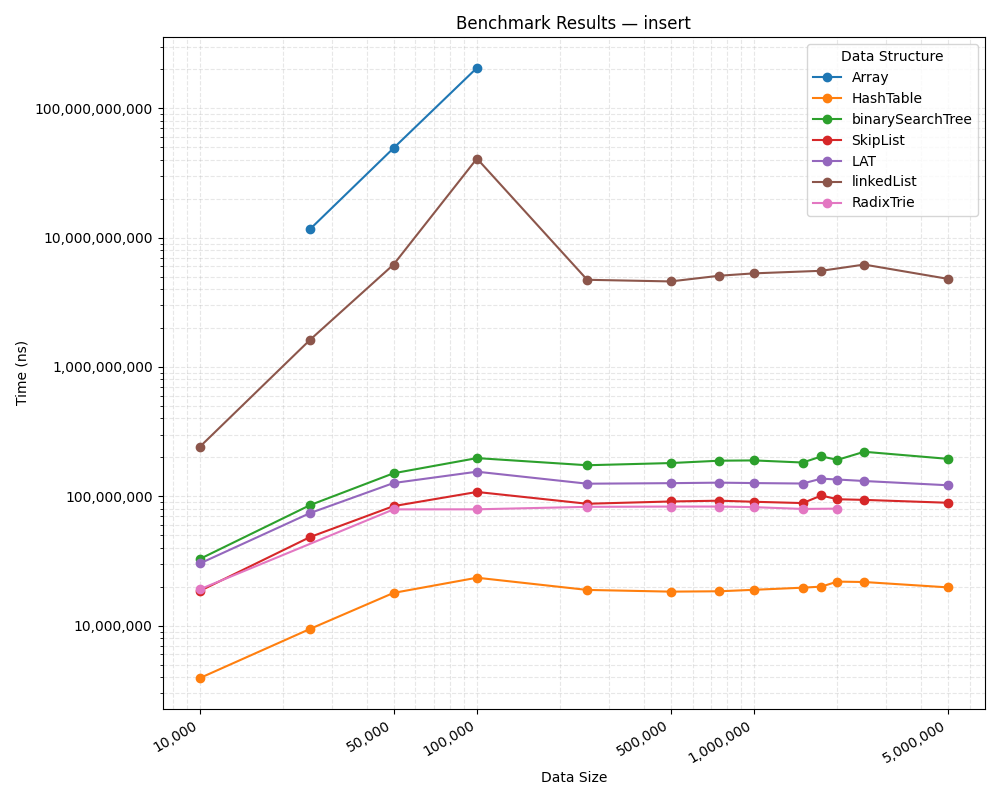 Benchmark Results — insert
Data Structure
Array
HashTable
binarySearchTree
SkipList
LAT
linkedList
RadixTrie
Time (ns)
100,000,000,000
10,000,000,000
1,000,000,000
100,000,000
10,000,000
10,000
50,000
100,000
500,000
1,000,000
5,000,000
Data Size